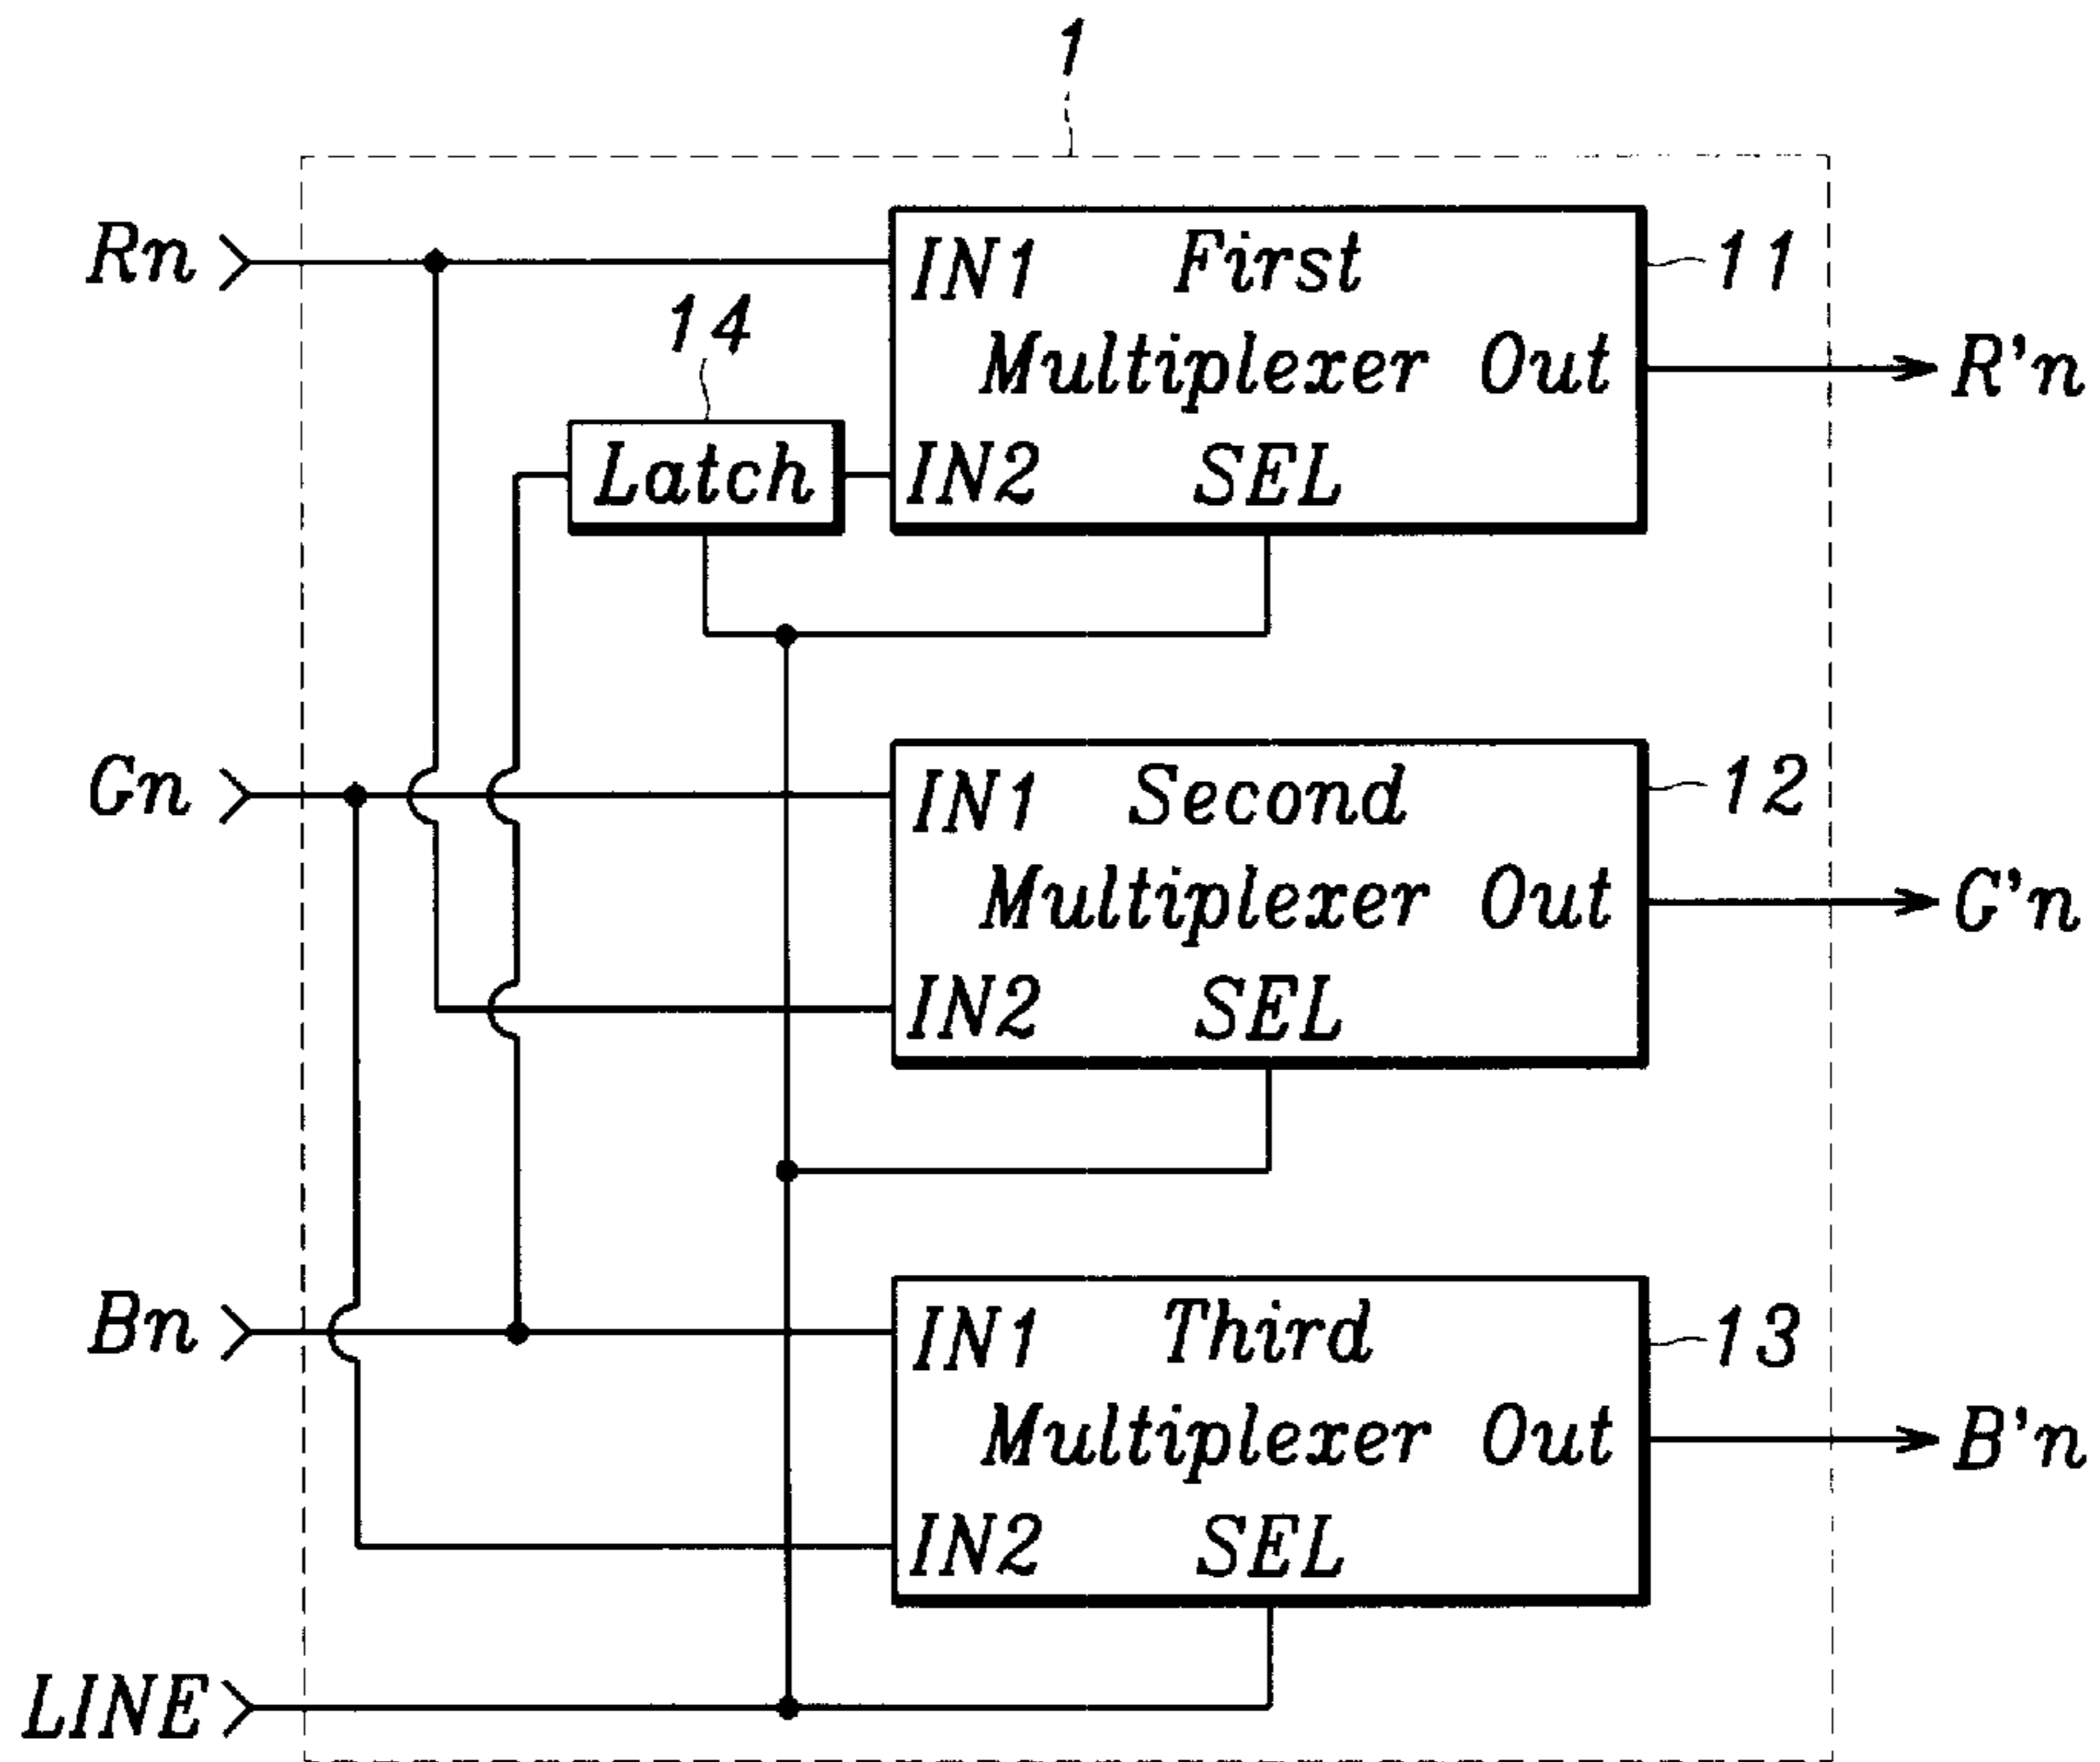 1
Rn
IN1 First
11
14
Multiplexer Out
R'n
Latch
IN2 SEL
Gn
IN1 Second
12
Multiplexer Out
G'n
IN2 SEL
Bn
IN1 Third
13
Multiplexer Out
B'n
IN2 SEL
LINE